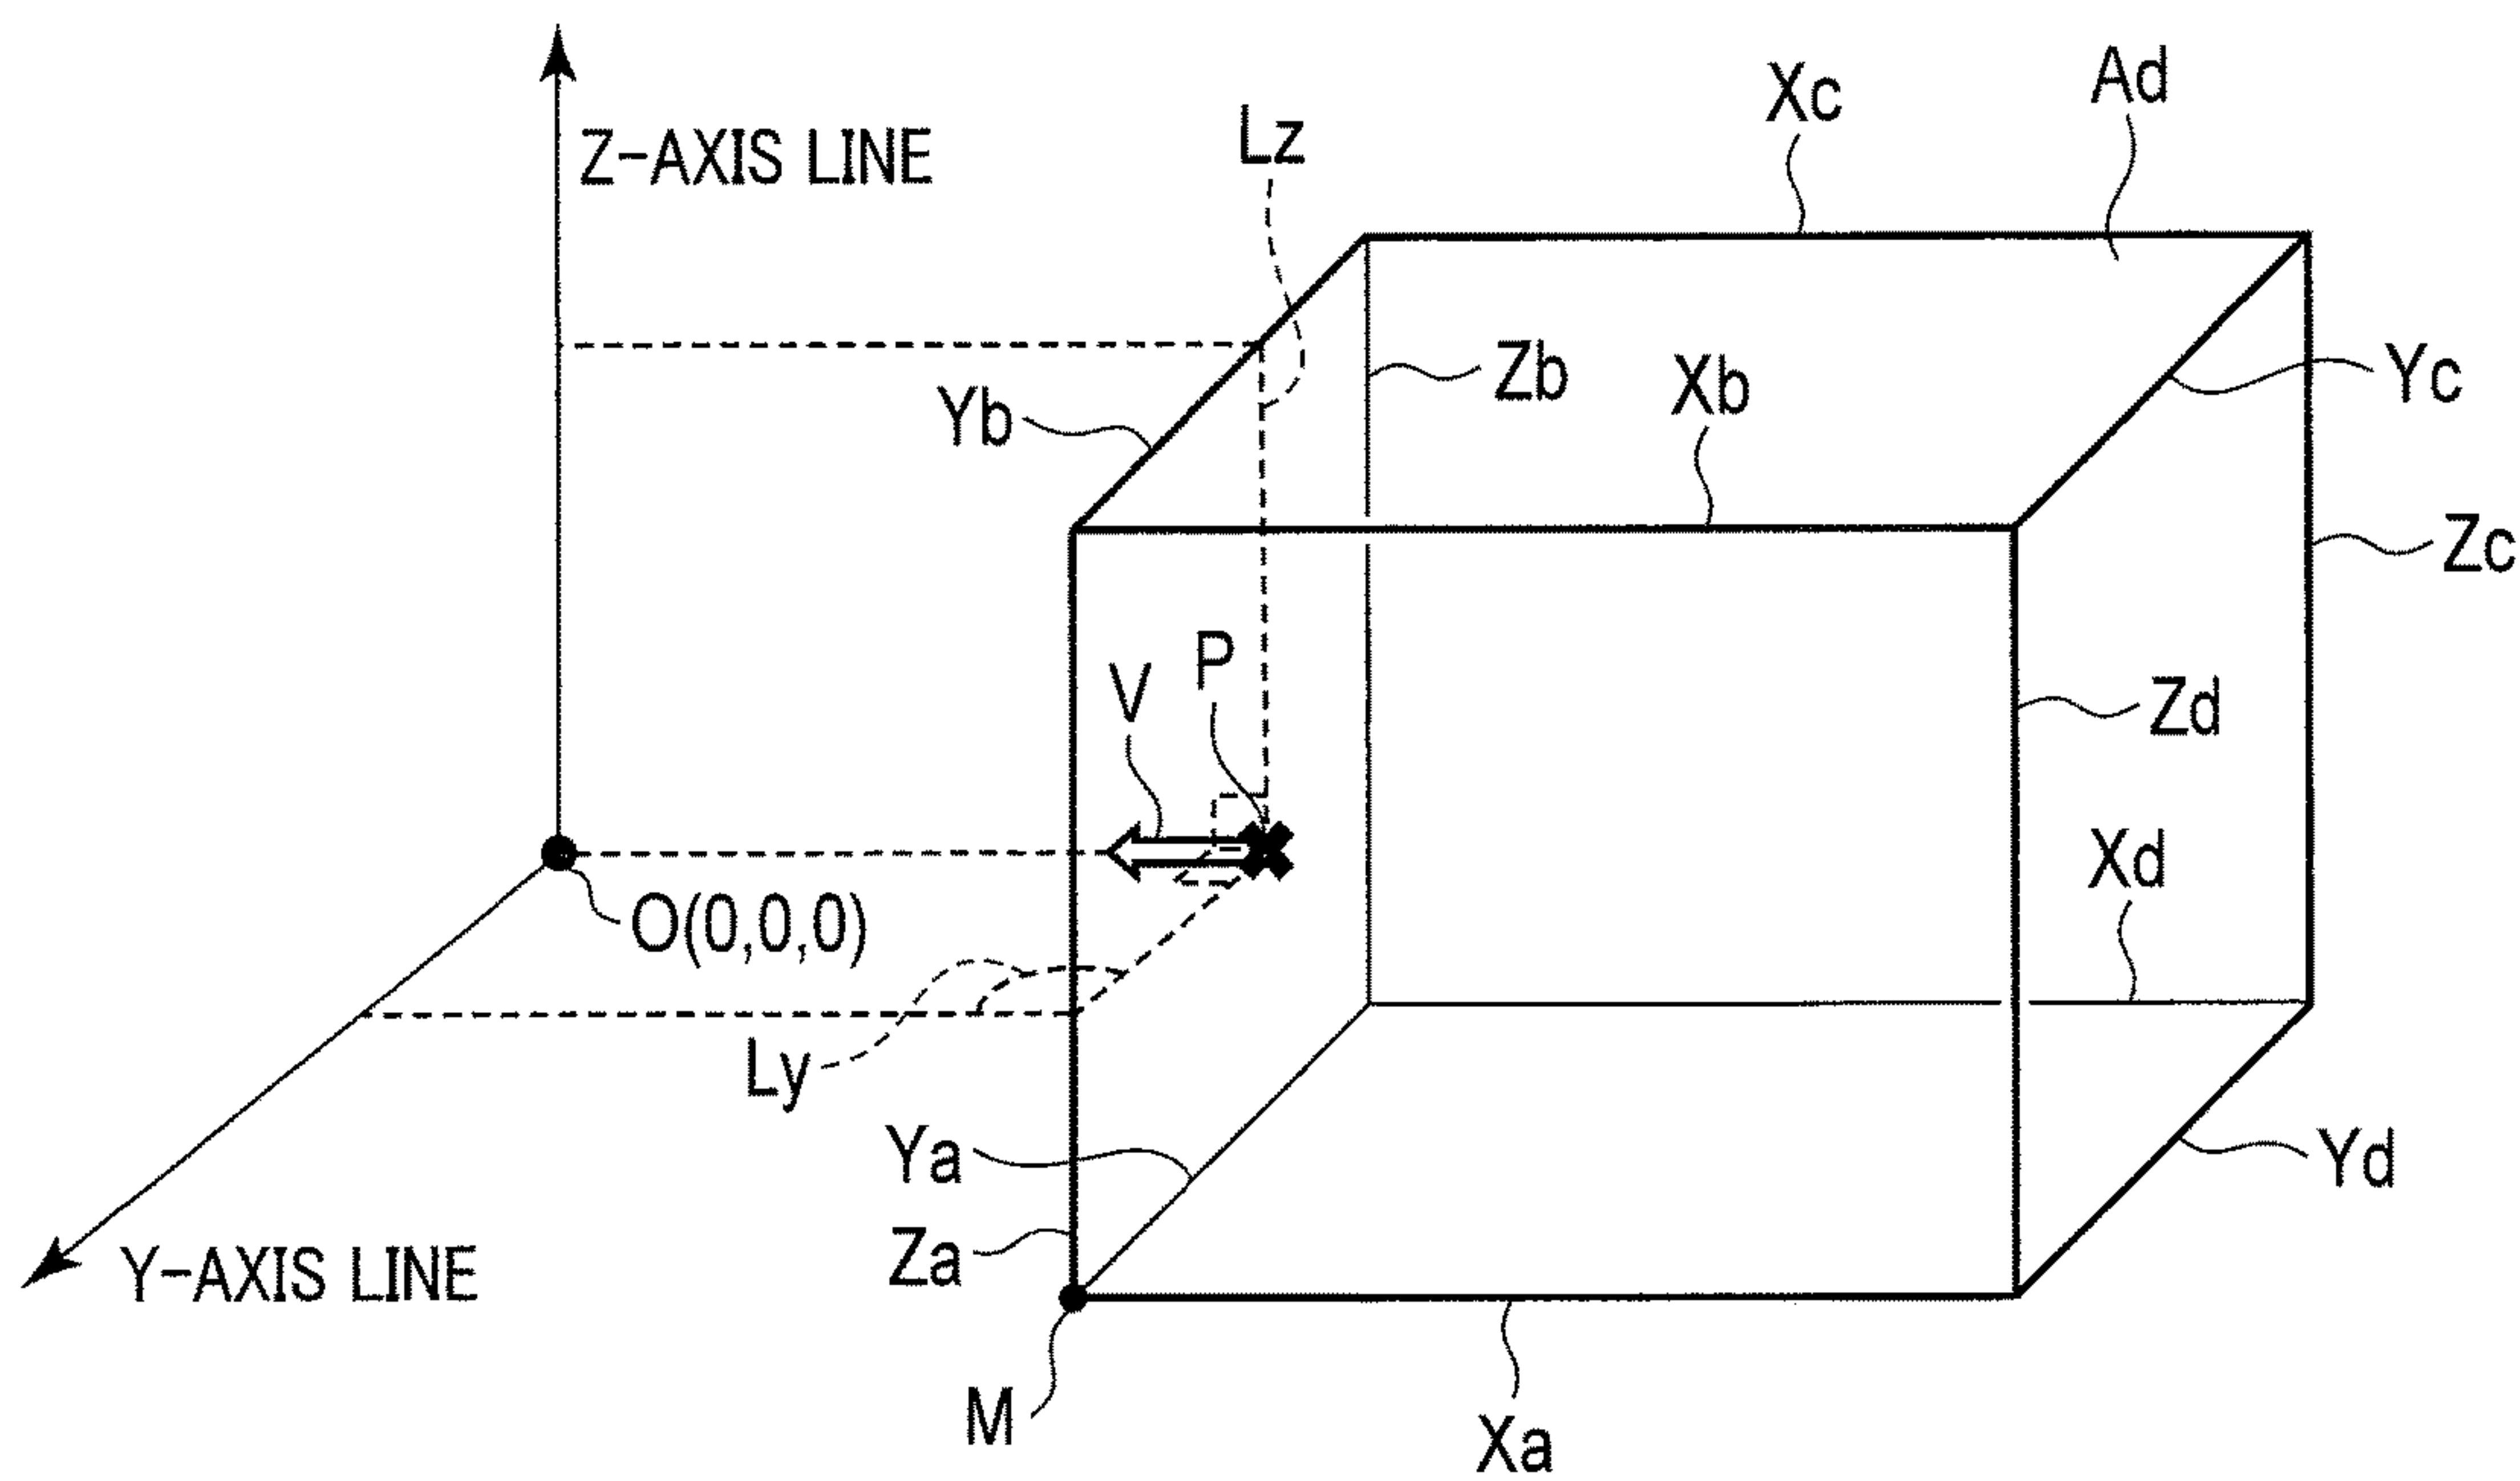 Ad
Xc
Lz
Z-AXIS LINE
Zb
Xb
Yc
Yb
Zc
P
V
Zd
Xd
O(0,0,0)
Ly
Ya
Yd
Za
Y-AXIS LINE
M
Xa